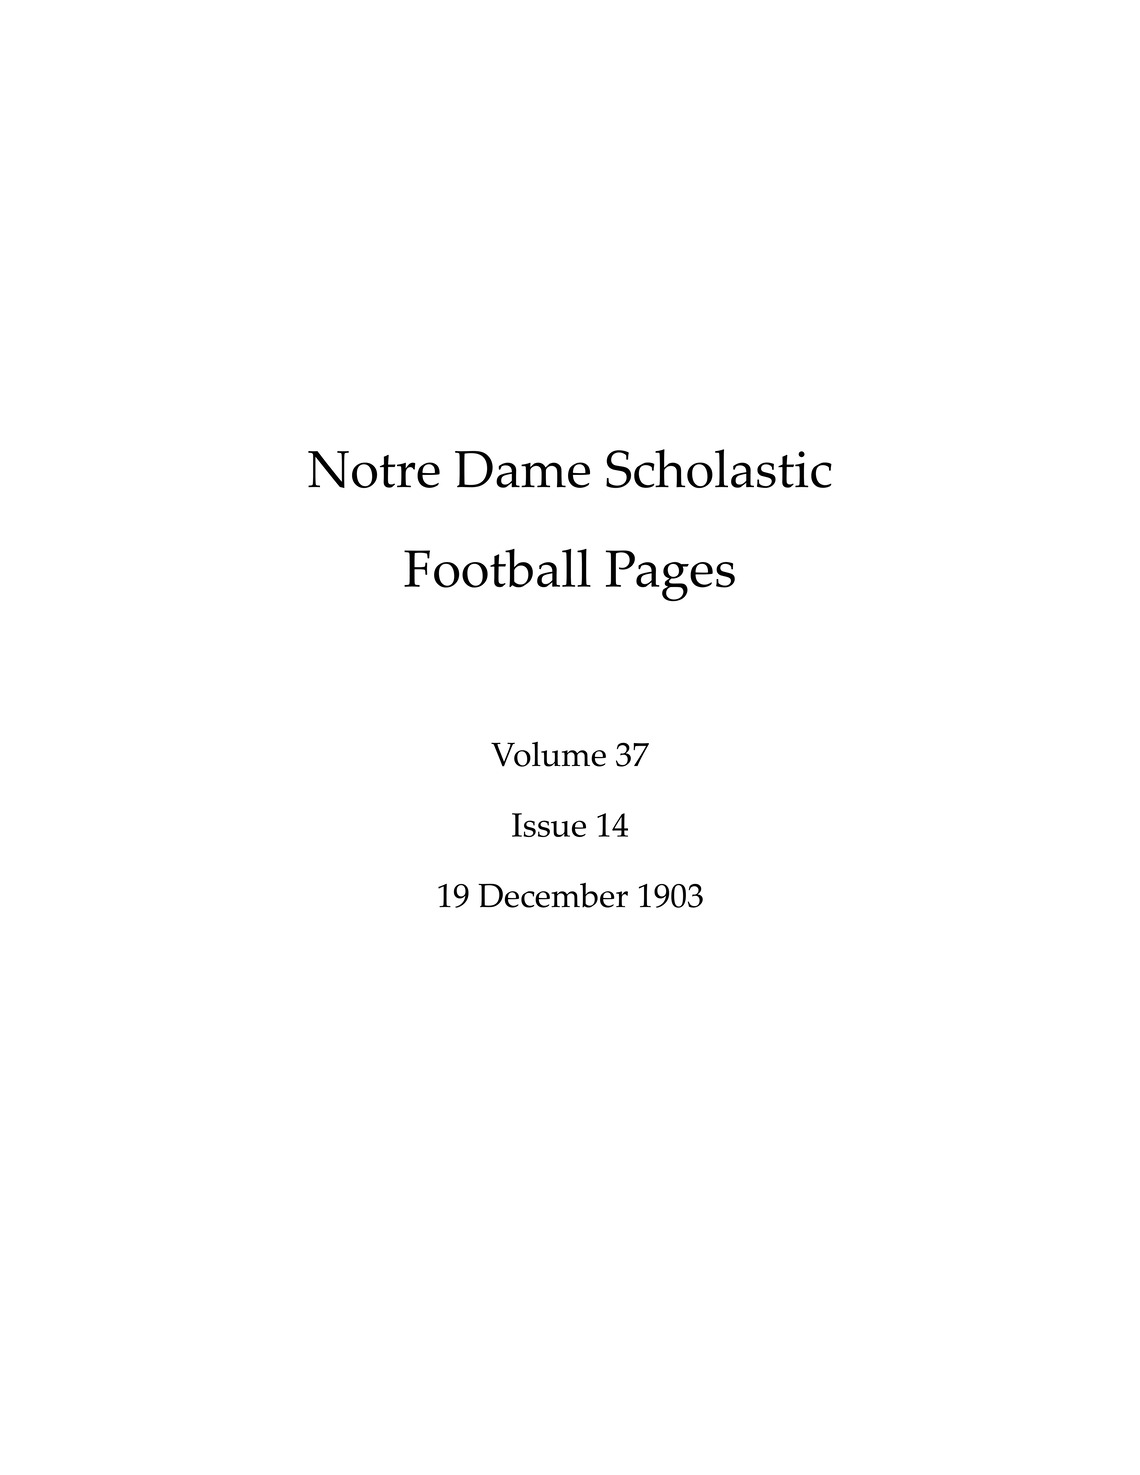 Notre Dame Scholastic
Football Pages
Volume 37
Issue 14
19 December 1903